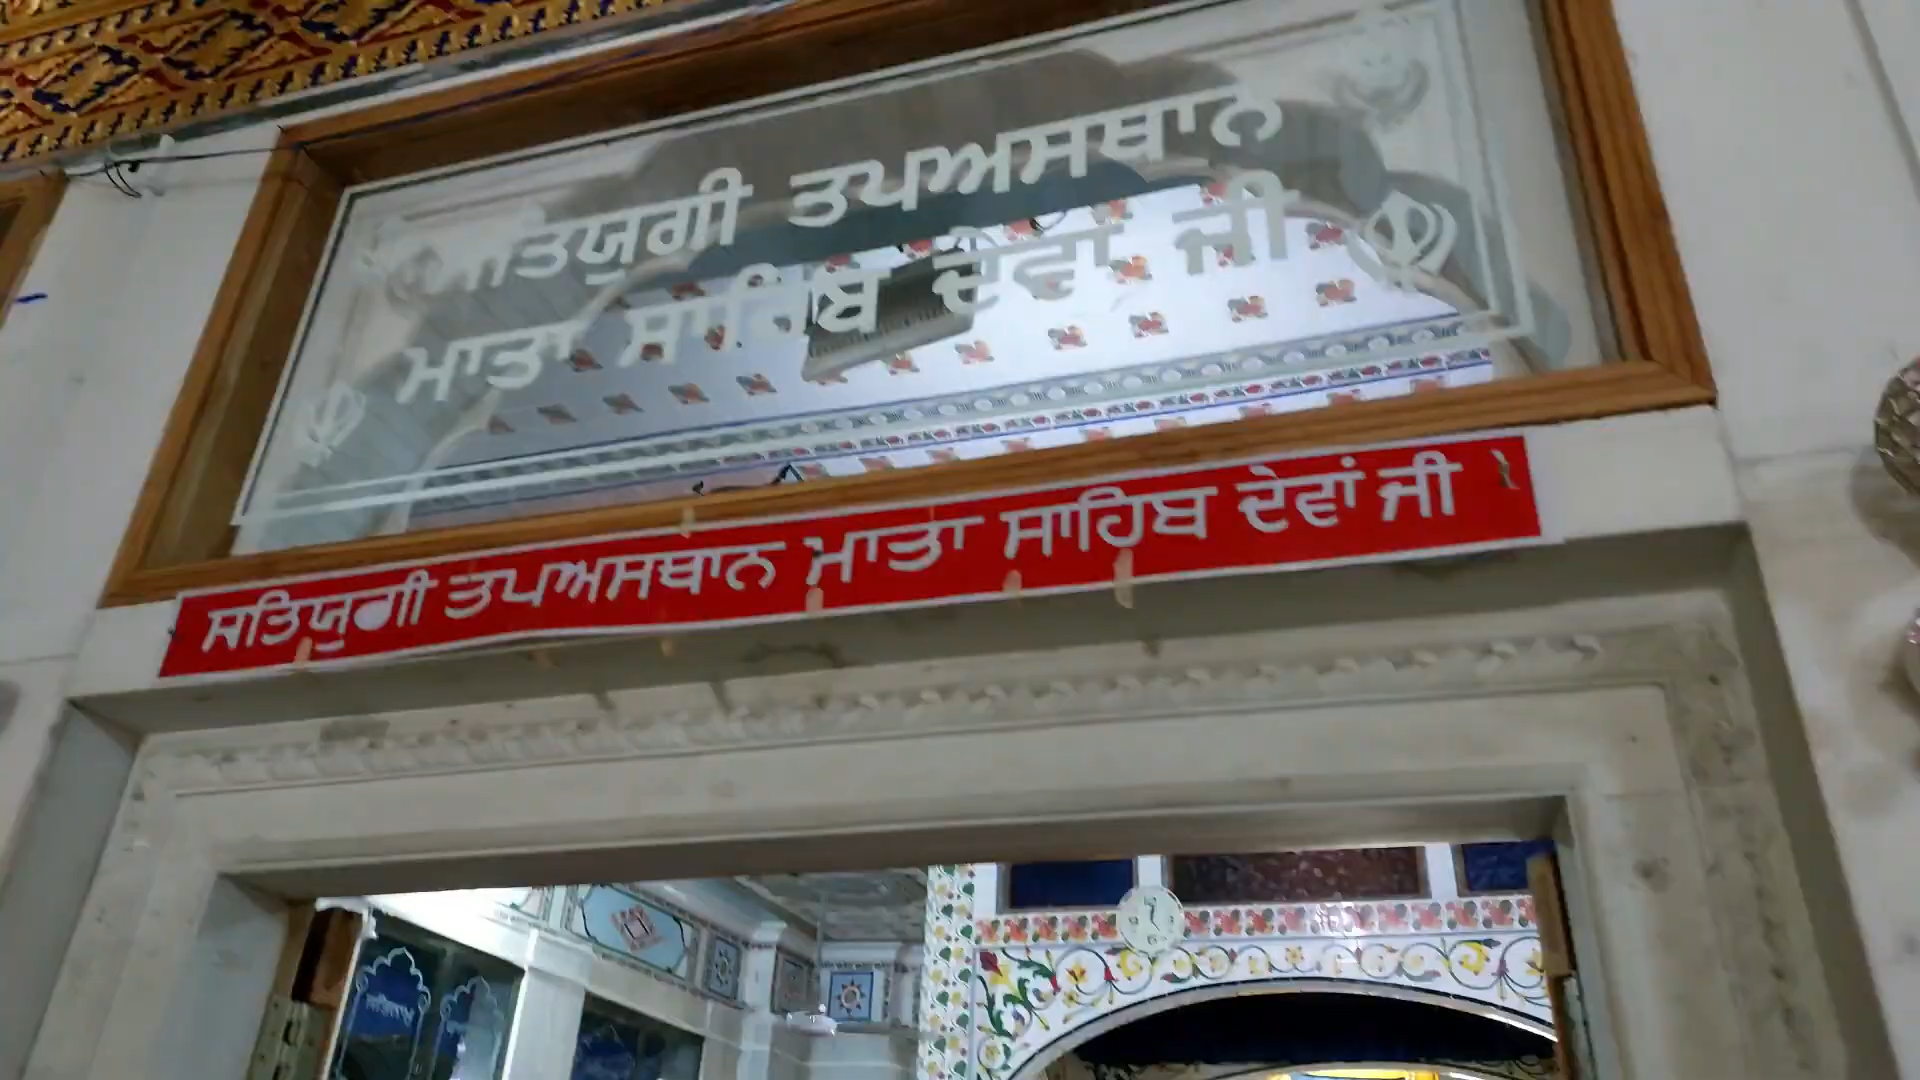 ਸਤਿਯੁਗੀ ਤਪਅਸਥਾਨ
ਮਾਤਾ ਸਾਹਿਬ ਦੇਵਾਂ ਜੀ
ਸਤਿਯੁਗੀ ਤਪਅਸਥਾਨ ਮਾਤਾ ਸਾਹਿਬ ਦੇਵਾਂ ਜੀ